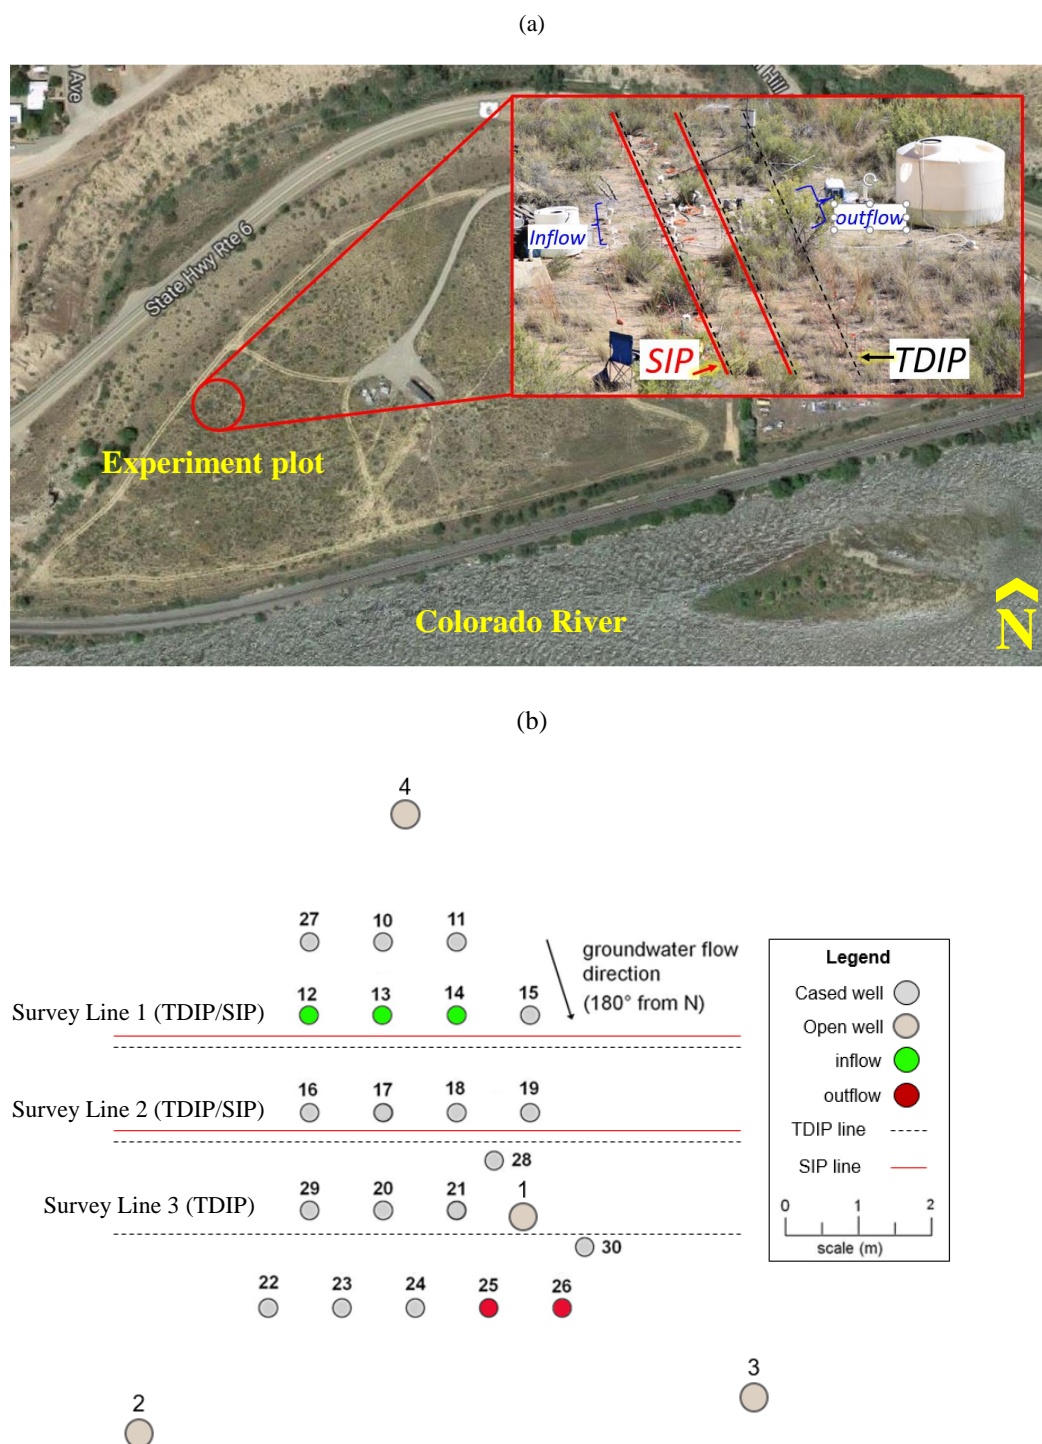 (a)
Ave
Hill
6
State Hwy Rte 6
Inflow
outflow
SIP
TDIP
Experiment plot
Colorado River
N
(b)
4
27 10 11
groundwater flow
direction
(180° from N)
12 13 14 15
Survey Line 1 (TDIP/SIP)
16 17 18 19
Survey Line 2 (TDIP/SIP)
28
29 20 21 1
Survey Line 3 (TDIP)
30
22 23 24 25 26
3
2
Legend
Cased well
Open well
inflow
outflow
TDIP line
SIP line
0 1 2
scale (m)